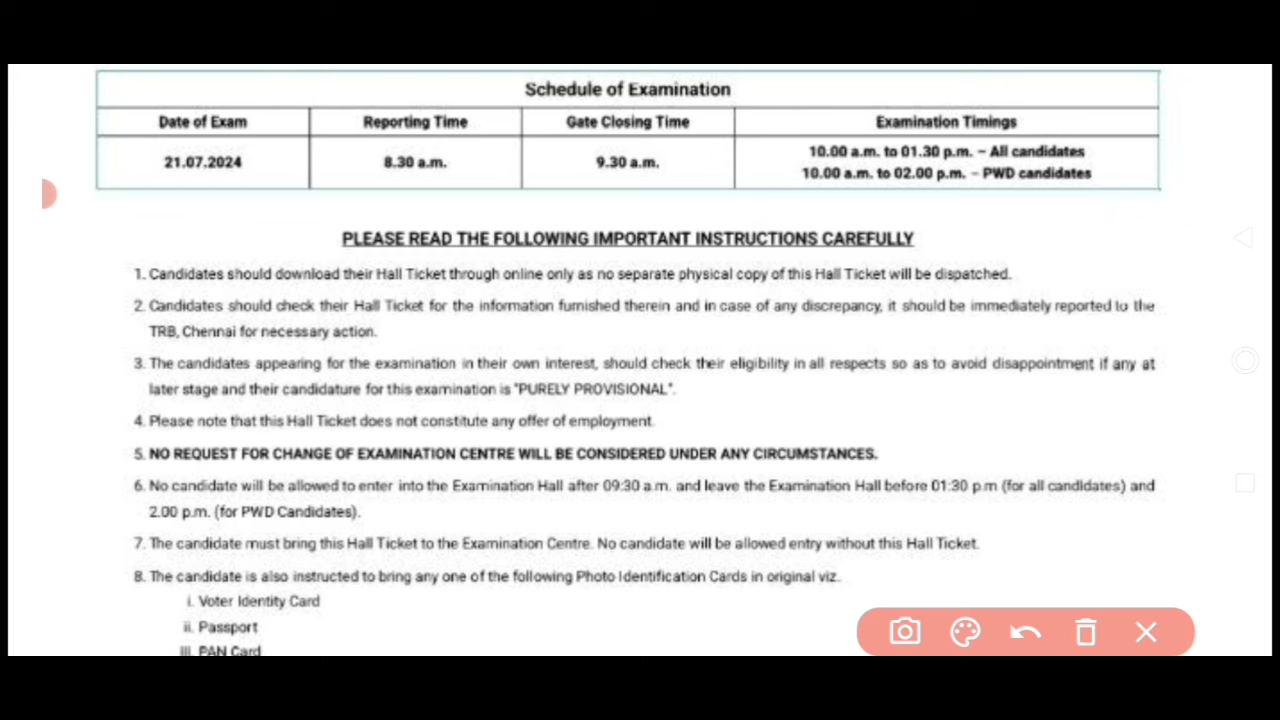 Schedule of Examination
Date of Exam Reporting Time Gate Closing Time Examination Timings
21.07.2024 8.30 a.m. 9.30 a.m. 10.00 a.m. to 01.30 p.m. – All candidates
10.00 a.m. to 02.00 p.m. – PWD candidates
PLEASE READ THE FOLLOWING IMPORTANT INSTRUCTIONS CAREFULLY
1. Candidates should download their Hall Ticket through online only as no separate physical copy of this Hall Ticket will be dispatched.
2. Candidates should check their Hall Ticket for the information furnished therein and in case of any discrepancy, it should be immediately reported to the
TRB, Chennai for necessary action.
3. The candidates appearing for the examination in their own interest, should check their eligibility in all respects so as to avoid disappointment if any at
later stage and their candidature for this examination is "PURELY PROVISIONAL".
4. Please note that this Hall Ticket does not constitute any offer of employment.
5. NO REQUEST FOR CHANGE OF EXAMINATION CENTRE WILL BE CONSIDERED UNDER ANY CIRCUMSTANCES.
6. No candidate will be allowed to enter into the Examination Hall after 09:30 a.m. and leave the Examination Hall before 01:30 p.m (for all candidates) and
2.00 p.m. (for PWD Candidates).
7. The candidate must bring this Hall Ticket to the Examination Centre. No candidate will be allowed entry without this Hall Ticket.
8. The candidate is also instructed to bring any one of the following Photo Identification Cards in original viz.
i. Voter Identity Card
ii. Passport
iii. PAN Card